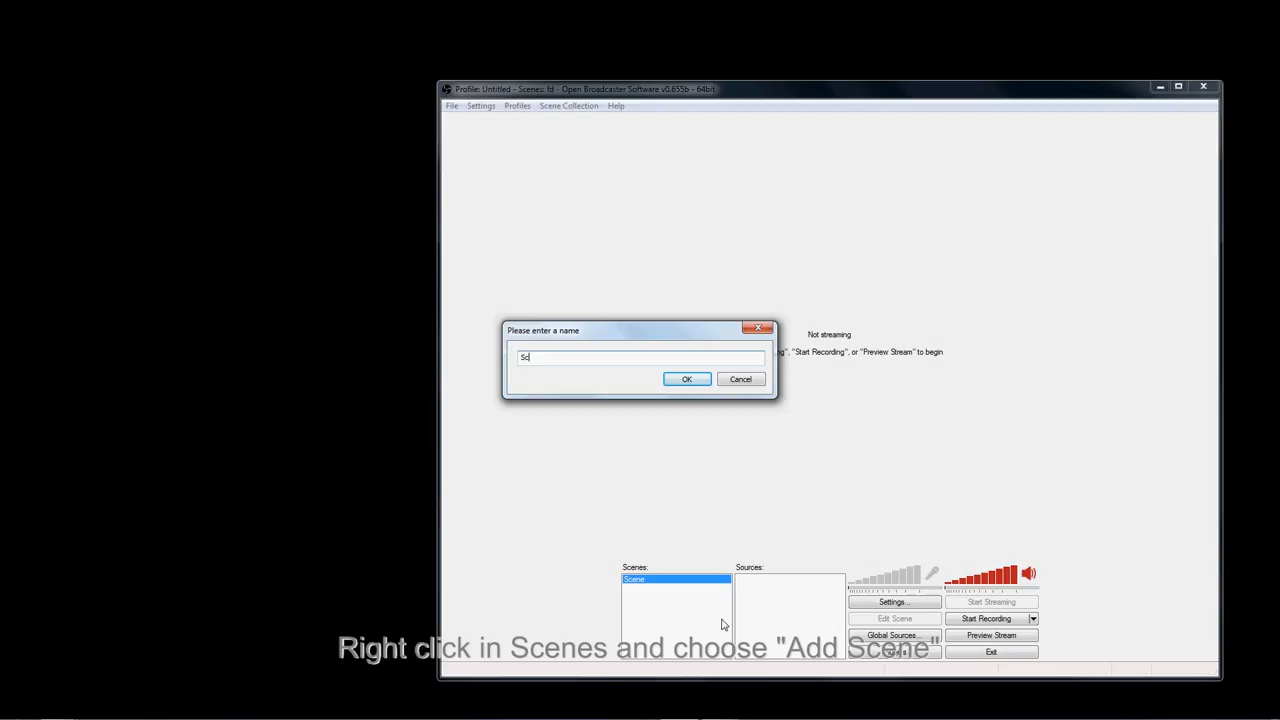 Profile: Untitled - Scenes: fd - Open Broadcaster Software v0.655b - 64bit
File Settings Profiles Scene Collection Help
Please enter a name
Sc
OK Cancel
Not streaming
"Start Recording", or "Preview Stream" to begin
Scenes: Sources:
Scene
Settings... Start Streaming
Edit Scene Start Recording
Global Sources... Preview Stream
Exit
Right click in Scenes and choose "Add Scene"